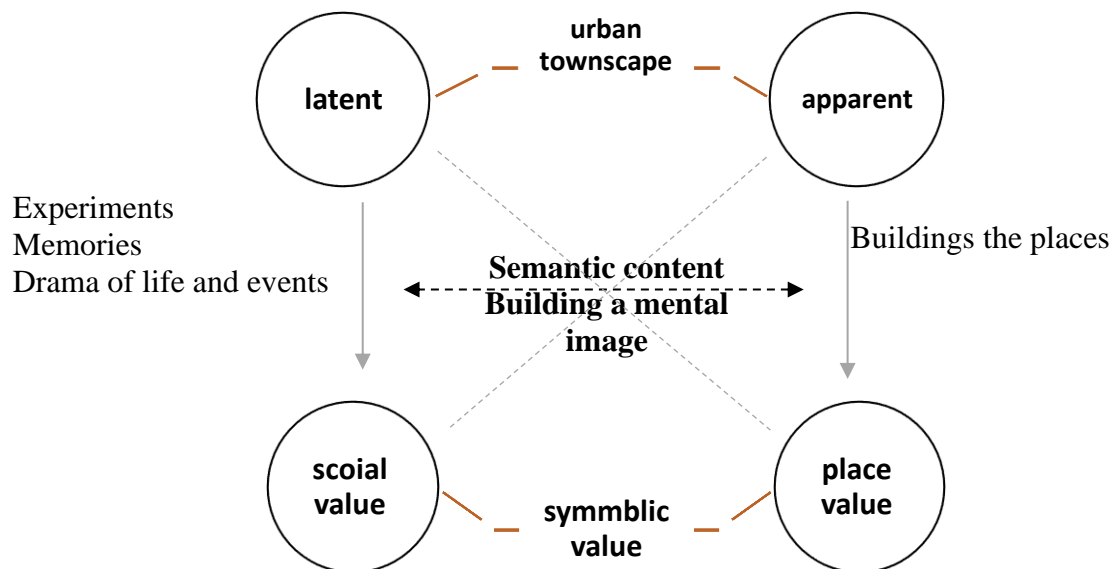 urban
townscape
latent
apparent
Experiments
Memories
Drama of life and events
Buildings the places
Semantic content
Building a mental
image
scoial
value
place
value
symmblic
value